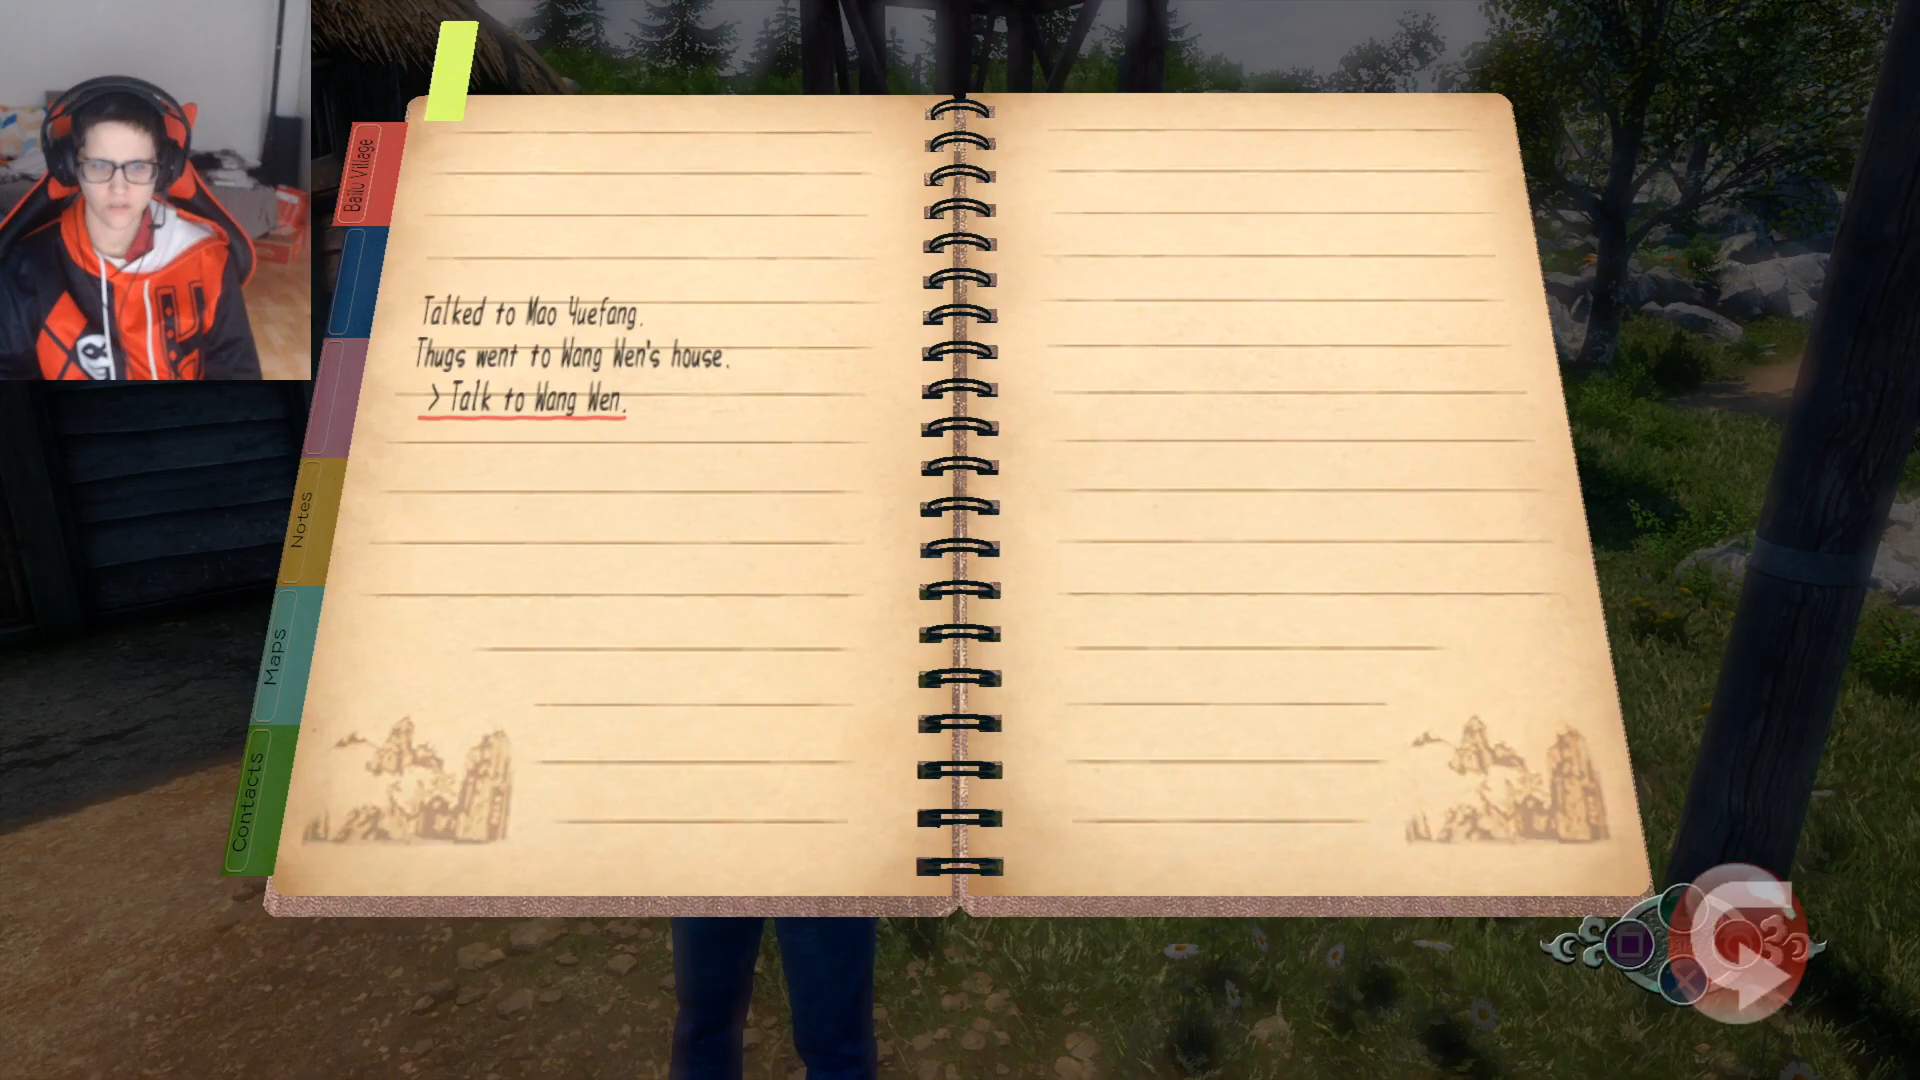 Bailu Village
Talked to Mao Yuefang.
Thugs went to Wang Wen's house.
> Talk to Wang Wen.
Notes
Maps
Contacts